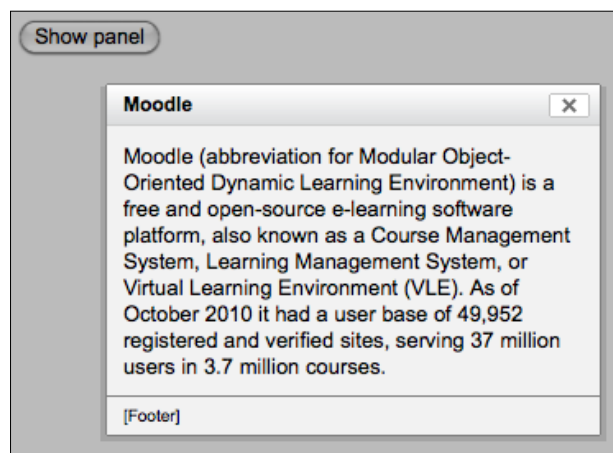 Show panel
Moodle
Moodle (abbreviation for Modular Object-
Oriented Dynamic Learning Environment) is a
free and open-source e-learning software
platform, also known as a Course Management
System, Learning Management System, or
Virtual Learning Environment (VLE). As of
October 2010 it had a user base of 49,952
registered and verified sites, serving 37 million
users in 3.7 million courses.
[Footer]